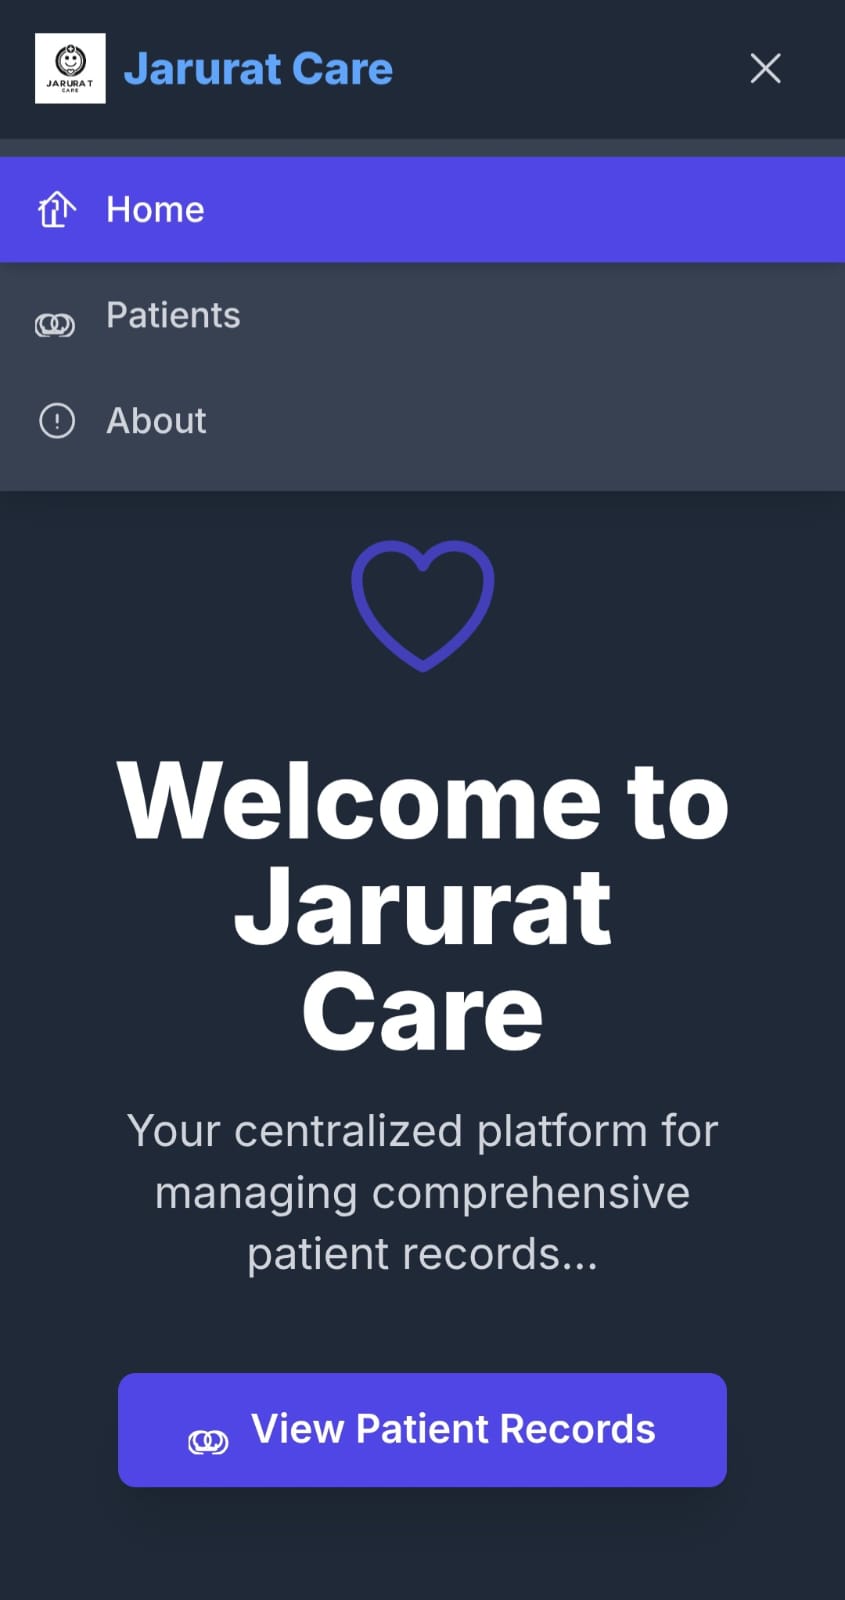 JARURAT
CARE
Jarurat Care
Home
Patients
About
Welcome to
Jarurat
Care
Your centralized platform for
managing comprehensive
patient records...
View Patient Records